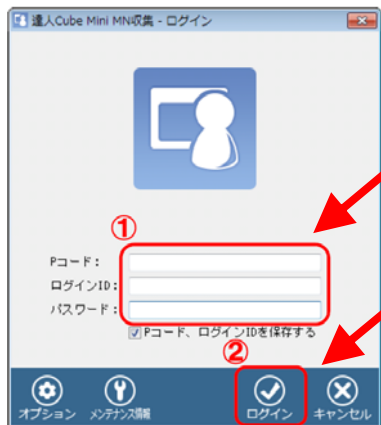 達人Cube Mini MN収集 - ログイン
①
Pコード：
ログインID：
パスワード：
Pコード、ログインIDを保存する
②
オプション メンテナンス情報 ログイン キャンセル